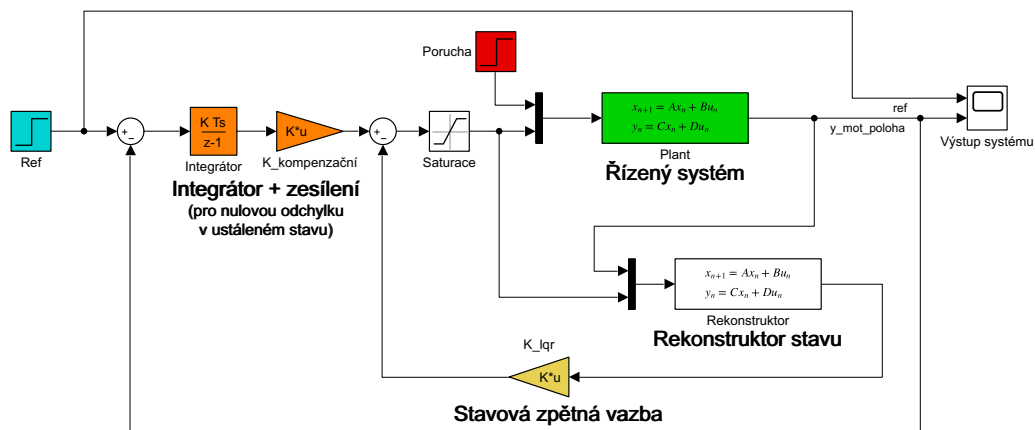 Porucha
x_{n+1} = Ax_n + Bu_n
y_n = Cx_n + Du_n
ref
y_mot_poloha
Výstup systému
+
−
K Ts
z-1
K*u
+
−
Ref
Integrátor
K_kompenzační
Saturace
Plant
Řízený systém
Integrátor + zesílení
(pro nulovou odchylku
v ustáleném stavu)
x_{n+1} = Ax_n + Bu_n
y_n = Cx_n + Du_n
Rekonstruktor
Rekonstruktor stavu
K_lqr
K*u
Stavová zpětná vazba